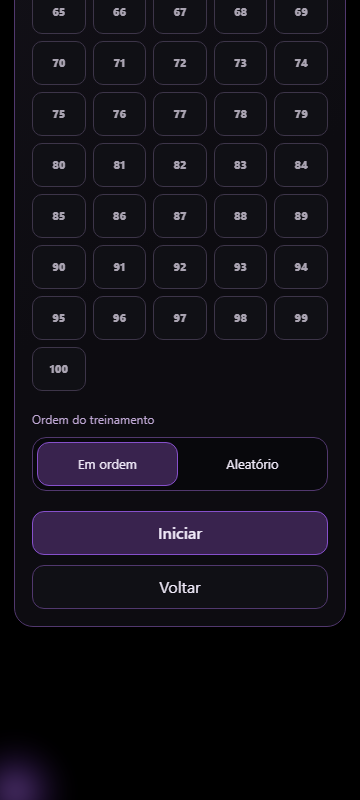 65 66 67 68 69
70 71 72 73 74
75 76 77 78 79
80 81 82 83 84
85 86 87 88 89
90 91 92 93 94
95 96 97 98 99
100
Ordem do treinamento
Em ordem Aleatório
Iniciar
Voltar